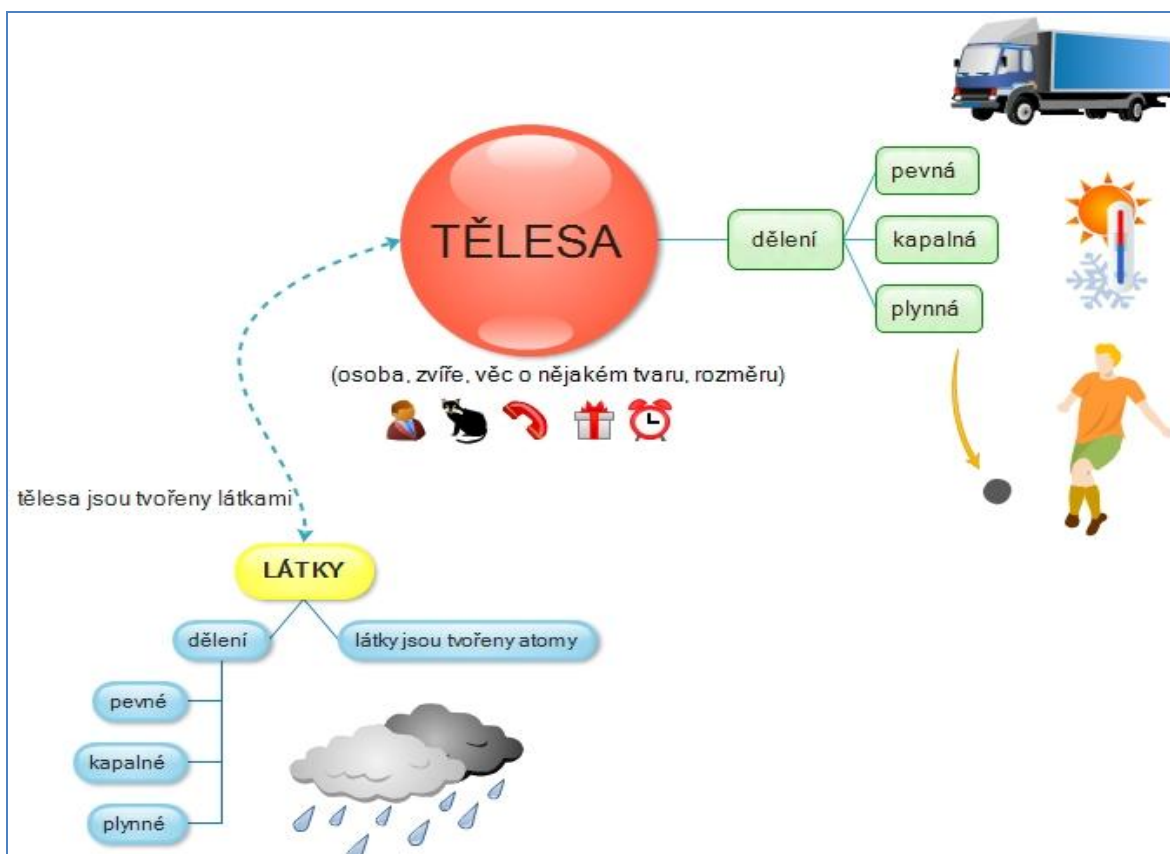 TĚLESA
dělení
pevná
kapalná
plynná
(osoba, zvíře, věc o nějakém tvaru, rozměru)
tělesa jsou tvořeny látkami
LÁTKY
dělení
látky jsou tvořeny atomy
pevné
kapalné
plynné